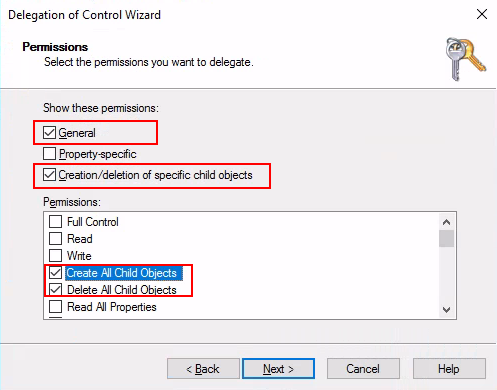 Delegation of Control Wizard
Permissions
Select the permissions you want to delegate.
Show these permissions:
General
Property-specific
Creation/deletion of specific child objects
Permissions:
Full Control
Read
Write
Create All Child Objects
Delete All Child Objects
Read All Properties
< Back
Next >
Cancel
Help